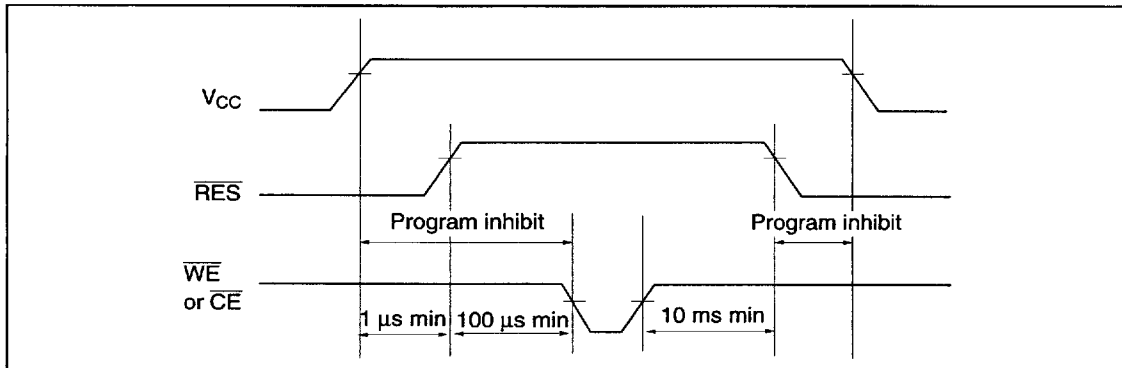 VCC
RES
Program inhibit
Program inhibit
WE
or CE
1 μs min
100 μs min
10 ms min